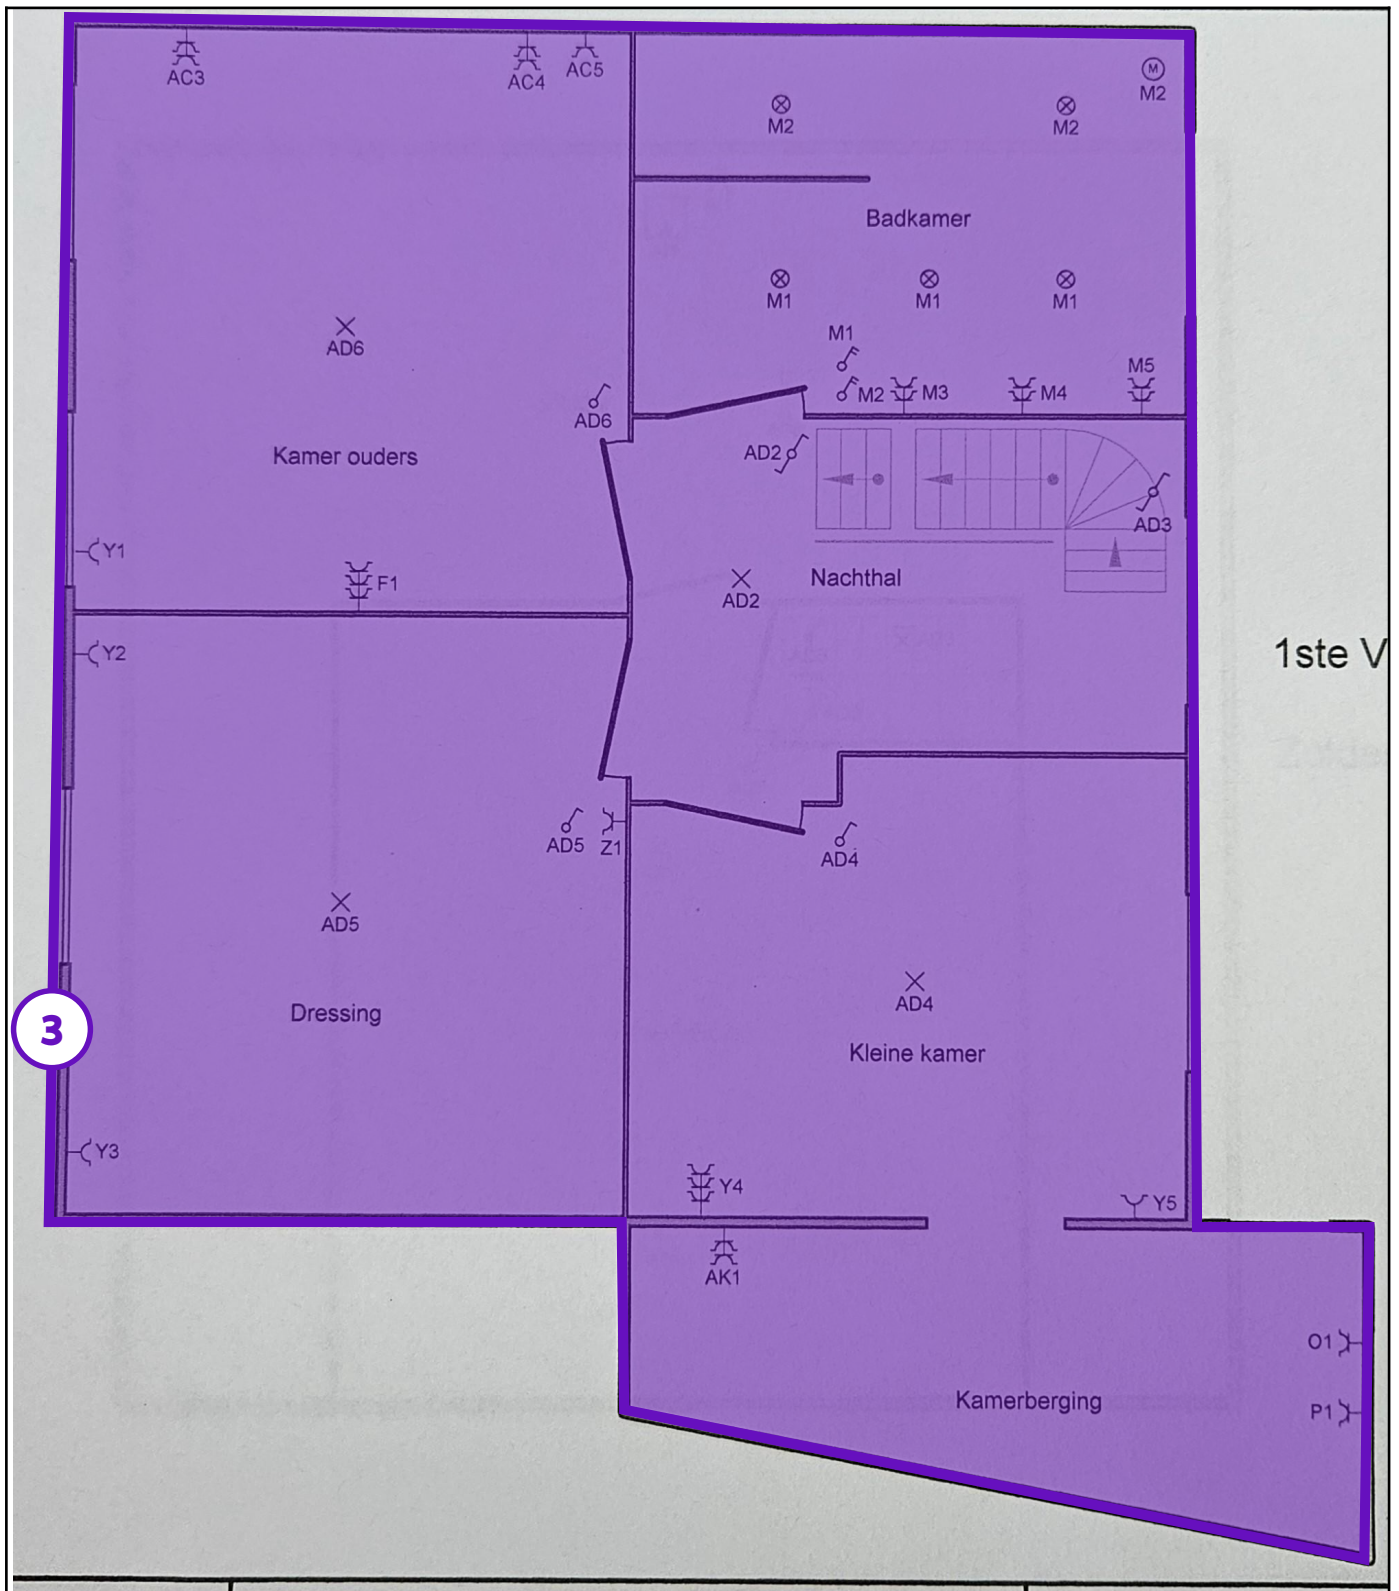 AC3
AC4
AC5
M
M2
M2
M2
Badkamer
M1
M1
M1
AD6
M1
M2
M3
M4
M5
AD6
Kamer ouders
AD2
AD3
Y1
F1
Nachthal
AD2
Y2
1ste V
AD5
Z1
AD4
AD5
AD4
Dressing
3
Kleine kamer
Y3
Y4
Y5
AK1
O1
Kamerberging
P1